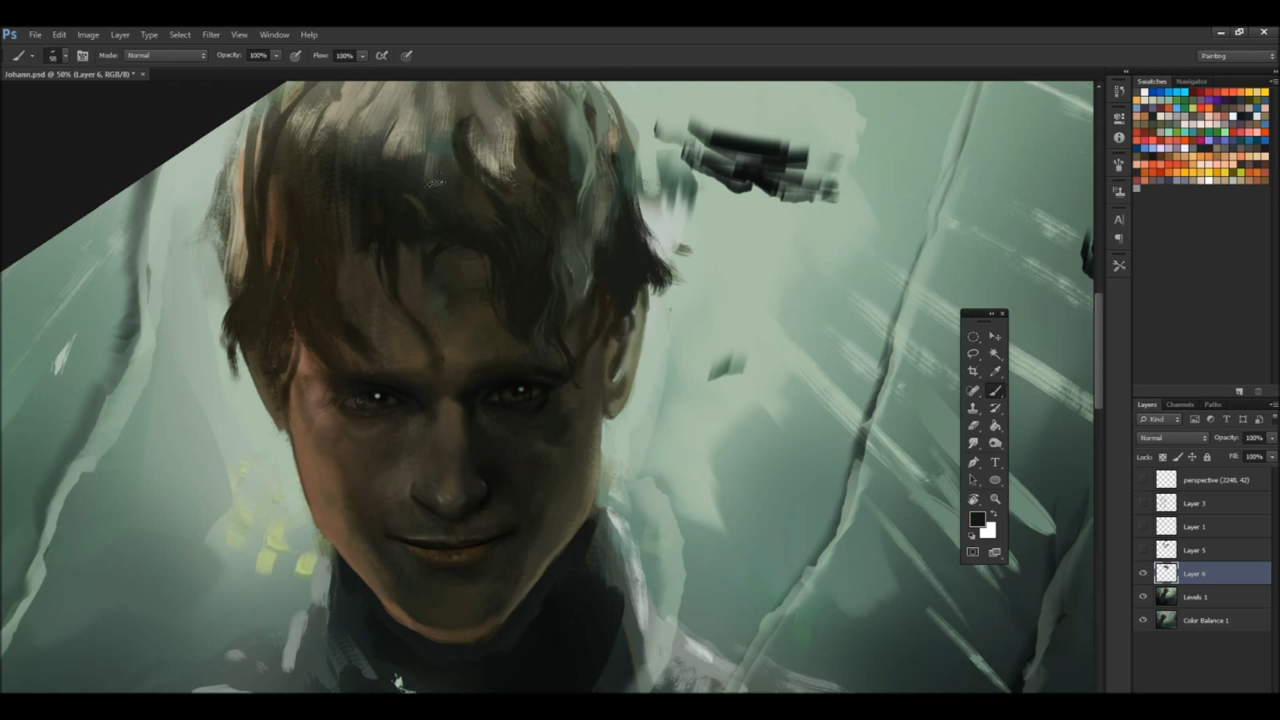 Ps File Edit Image Layer Type Select Filter View Window Help
58 Mode: Normal Opacity: 100% Flow: 100% Painting
Johann.psd @ 50% (Layer 6, RGB/8) * ×
Swatches Navigator
Layers Channels Paths
Kind
Normal Opacity: 100%
Lock: Fill: 100%
perspective (2248, 42)
Layer 3
Layer 1
Layer 5
Layer 6
Levels 1
Color Balance 1